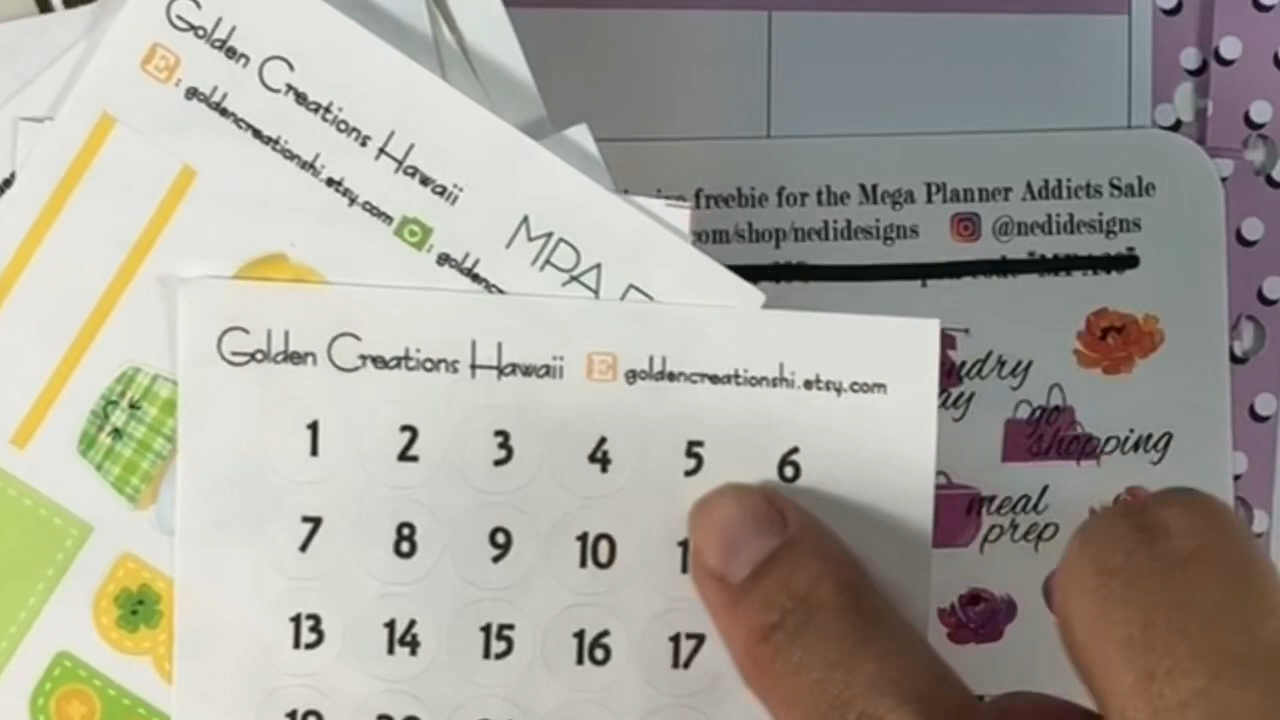 Golden Creations Hawaii
E : goldencreationshi.etsy.com : goldenc
MPA
freebie for the Mega Planner Addicts Sale
com/shop/nedidesigns @nedidesigns
Golden Creations Hawaii E goldencreationshi.etsy.com
1 2 3 4 5 6
7 8 9 10 1
13 14 15 16 17
go
shopping
meal
prep